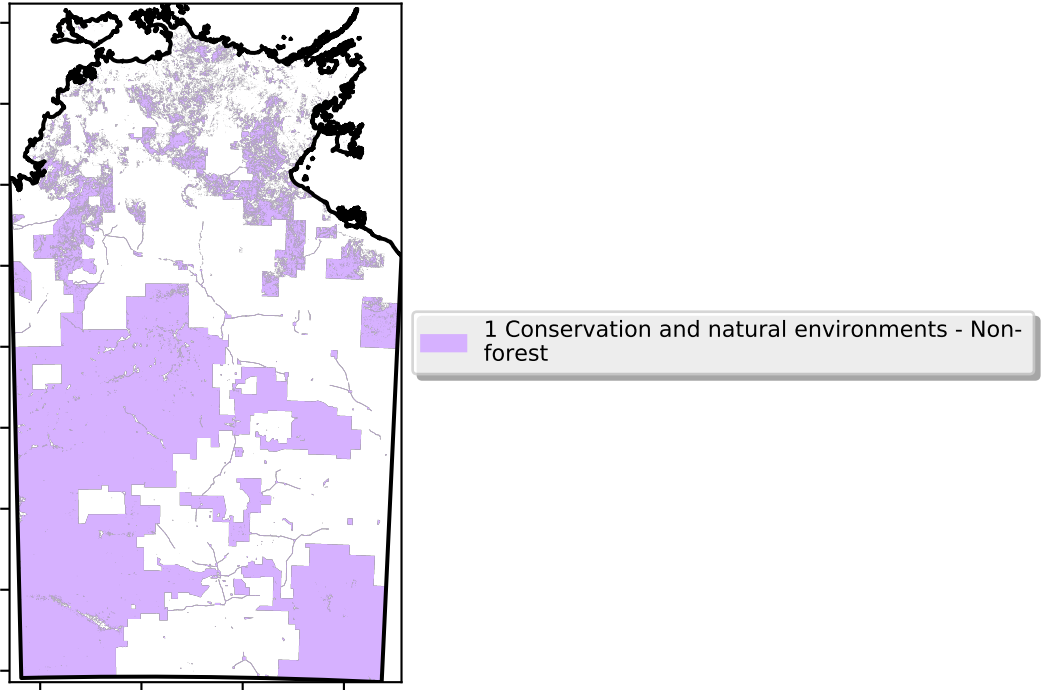 1 Conservation and natural environments - Non-
forest